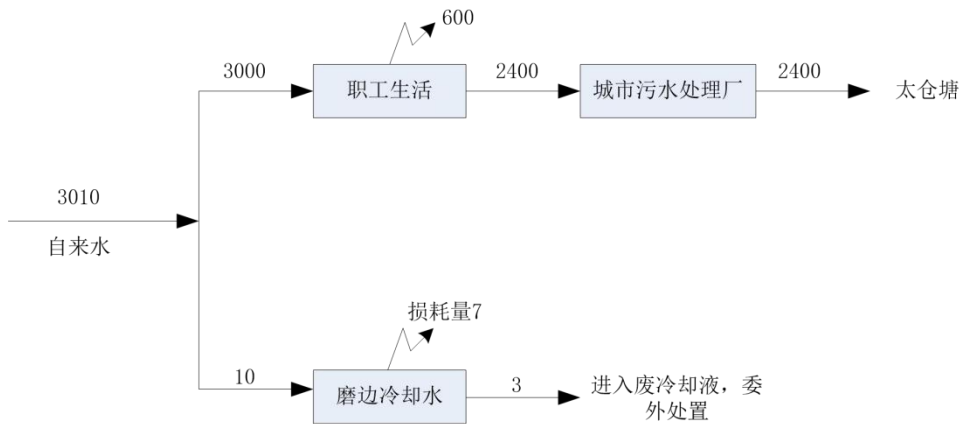 600
3000
职工生活
2400
城市污水处理厂
2400
太仓塘
3010
自来水
损耗量7
10
磨边冷却水
3
进入废冷却液，委
外处置